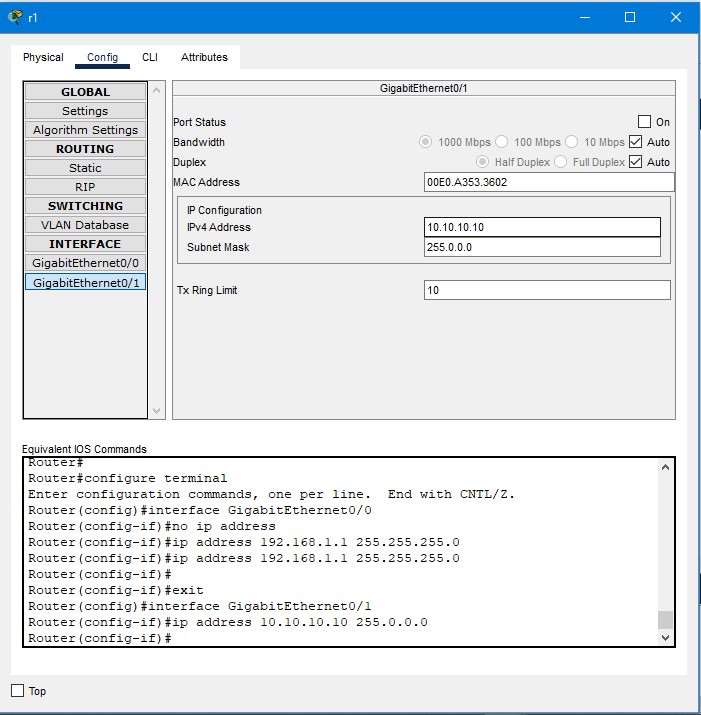 r1
Physical Config CLI Attributes
GLOBAL
Settings
Algorithm Settings
ROUTING
Static
RIP
SWITCHING
VLAN Database
INTERFACE
GigabitEthernet0/0
GigabitEthernet0/1
GigabitEthernet0/1
Port Status On
Bandwidth 1000 Mbps 100 Mbps 10 Mbps Auto
Duplex Half Duplex Full Duplex Auto
MAC Address 00E0.A353.3602
IP Configuration
IPv4 Address 10.10.10.10
Subnet Mask 255.0.0.0
Tx Ring Limit 10
Equivalent IOS Commands
Router#
Router#configure terminal
Enter configuration commands, one per line. End with CNTL/Z.
Router(config)#interface GigabitEthernet0/0
Router(config-if)#no ip address
Router(config-if)#ip address 192.168.1.1 255.255.255.0
Router(config-if)#ip address 192.168.1.1 255.255.255.0
Router(config-if)#
Router(config-if)#exit
Router(config)#interface GigabitEthernet0/1
Router(config-if)#ip address 10.10.10.10 255.0.0.0
Router(config-if)#
Top